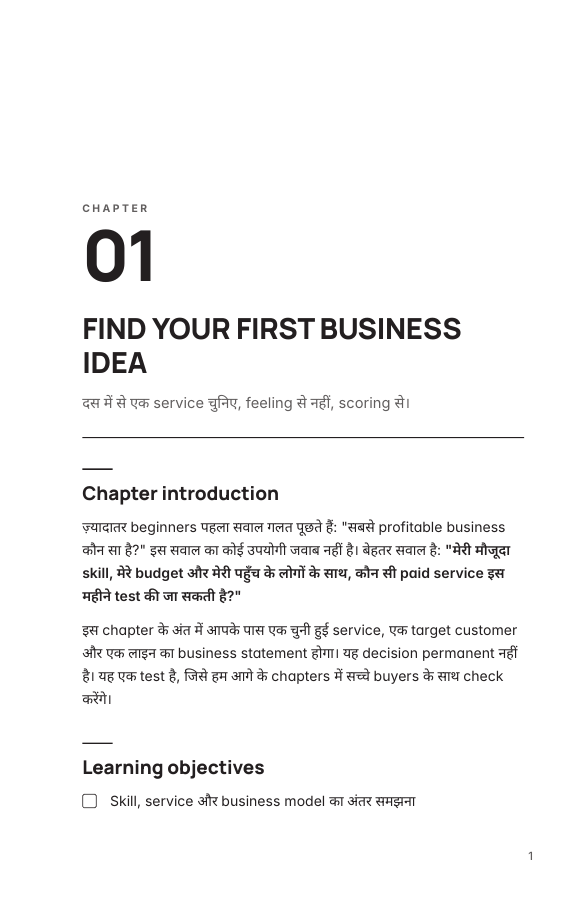 CHAPTER
01
FIND YOUR FIRST BUSINESS
IDEA
दस में से एक service चुनिए, feeling से नहीं, scoring से।
Chapter introduction
ज़्यादातर beginners पहला सवाल गलत पूछते हैं: "सबसे profitable business
कौन सा है?" इस सवाल का कोई उपयोगी जवाब नहीं है। बेहतर सवाल है: "मेरी मौजूदा
skill, मेरे budget और मेरी पहुँच के लोगों के साथ, कौन सी paid service इस
महीने test की जा सकती है?"
इस chapter के अंत में आपके पास एक चुनी हुई service, एक target customer
और एक लाइन का business statement होगा। यह decision permanent नहीं
है। यह एक test है, जिसे हम आगे के chapters में सच्चे buyers के साथ check
करेंगे।
Learning objectives
Skill, service और business model का अंतर समझना
1